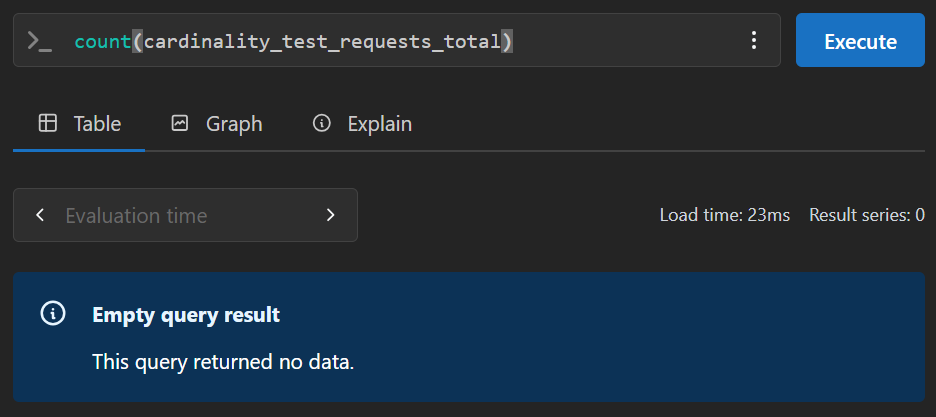 >_ count(cardinality_test_requests_total)
Execute
Table Graph Explain
Evaluation time
Load time: 23ms Result series: 0
Empty query result
This query returned no data.